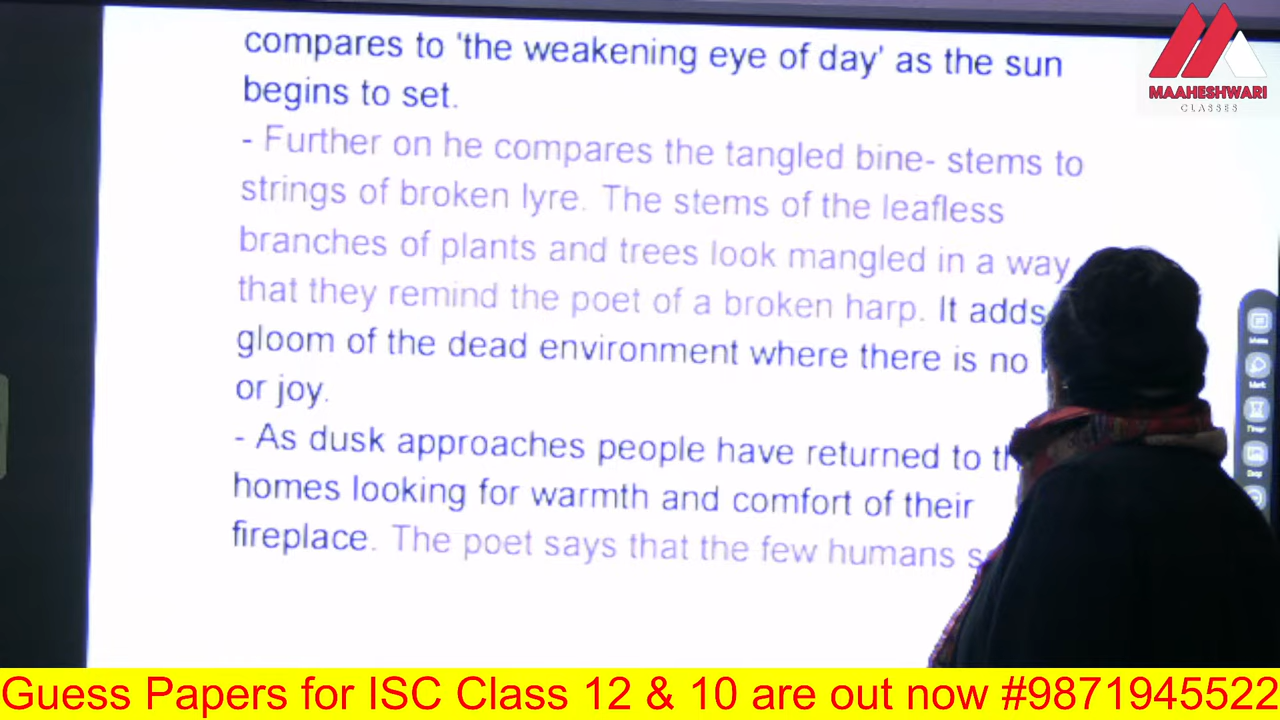 compares to 'the weakening eye of day' as the sun
begins to set.
- Further on he compares the tangled bine- stems to
strings of broken lyre. The stems of the leafless
branches of plants and trees look mangled in a way
that they remind the poet of a broken harp. It adds
gloom of the dead environment where there is no
or joy.
- As dusk approaches people have returned to
homes looking for warmth and comfort of their
fireplace. The poet says that the few humans
MAAHESHWARI
CLASSES
Guess Papers for ISC Class 12 & 10 are out now #9871945522